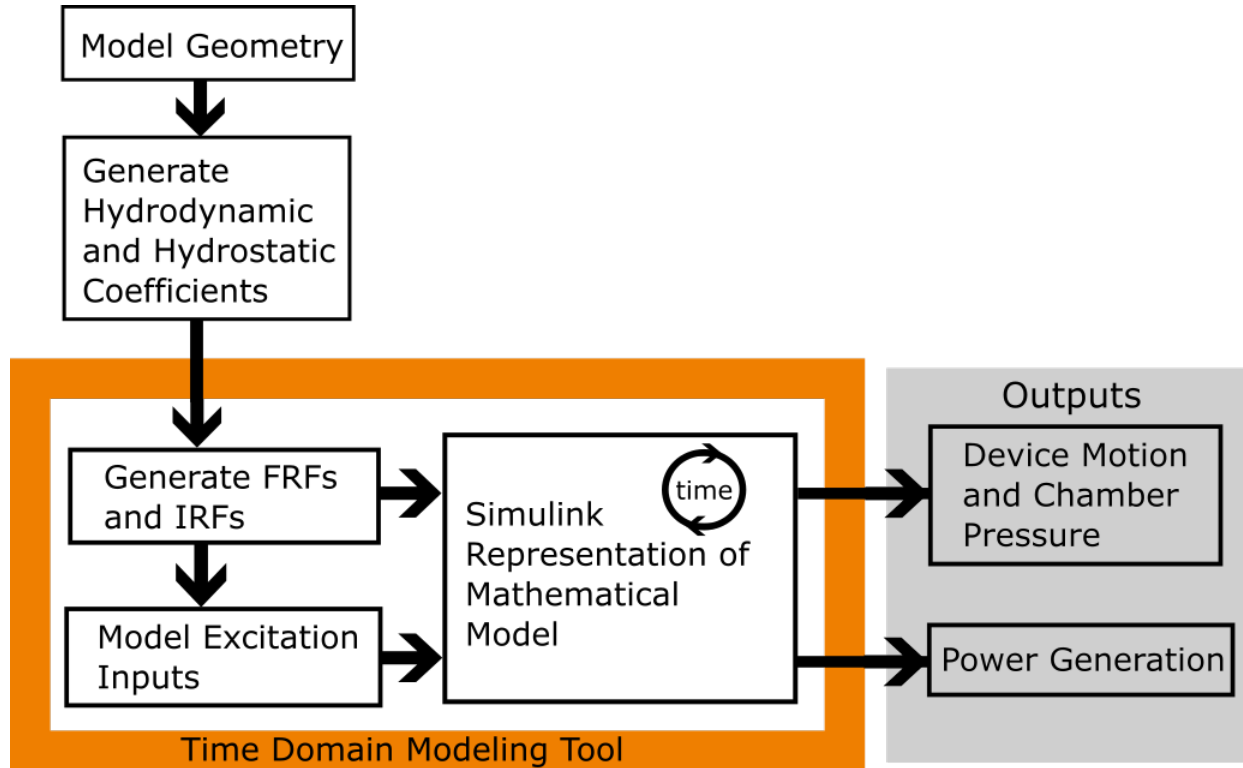 Model Geometry
Generate
Hydrodynamic
and Hydrostatic
Coefficients
Generate FRFs
and IRFs
Model Excitation
Inputs
time
Simulink
Representation of
Mathematical
Model
Time Domain Modeling Tool
Outputs
Device Motion
and Chamber
Pressure
Power Generation